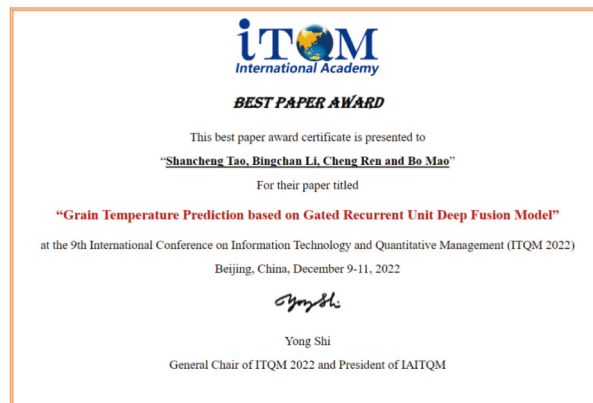 iTQM
International Academy
BEST PAPER AWARD
This best paper award certificate is presented to
“Shancheng Tao, Bingchan Li, Cheng Ren and Bo Mao”
For their paper titled
“Grain Temperature Prediction based on Gated Recurrent Unit Deep Fusion Model”
at the 9th International Conference on Information Technology and Quantitative Management (ITQM 2022)
Beijing, China, December 9-11, 2022
Yong Shi
Yong Shi
General Chair of ITQM 2022 and President of IAITQM